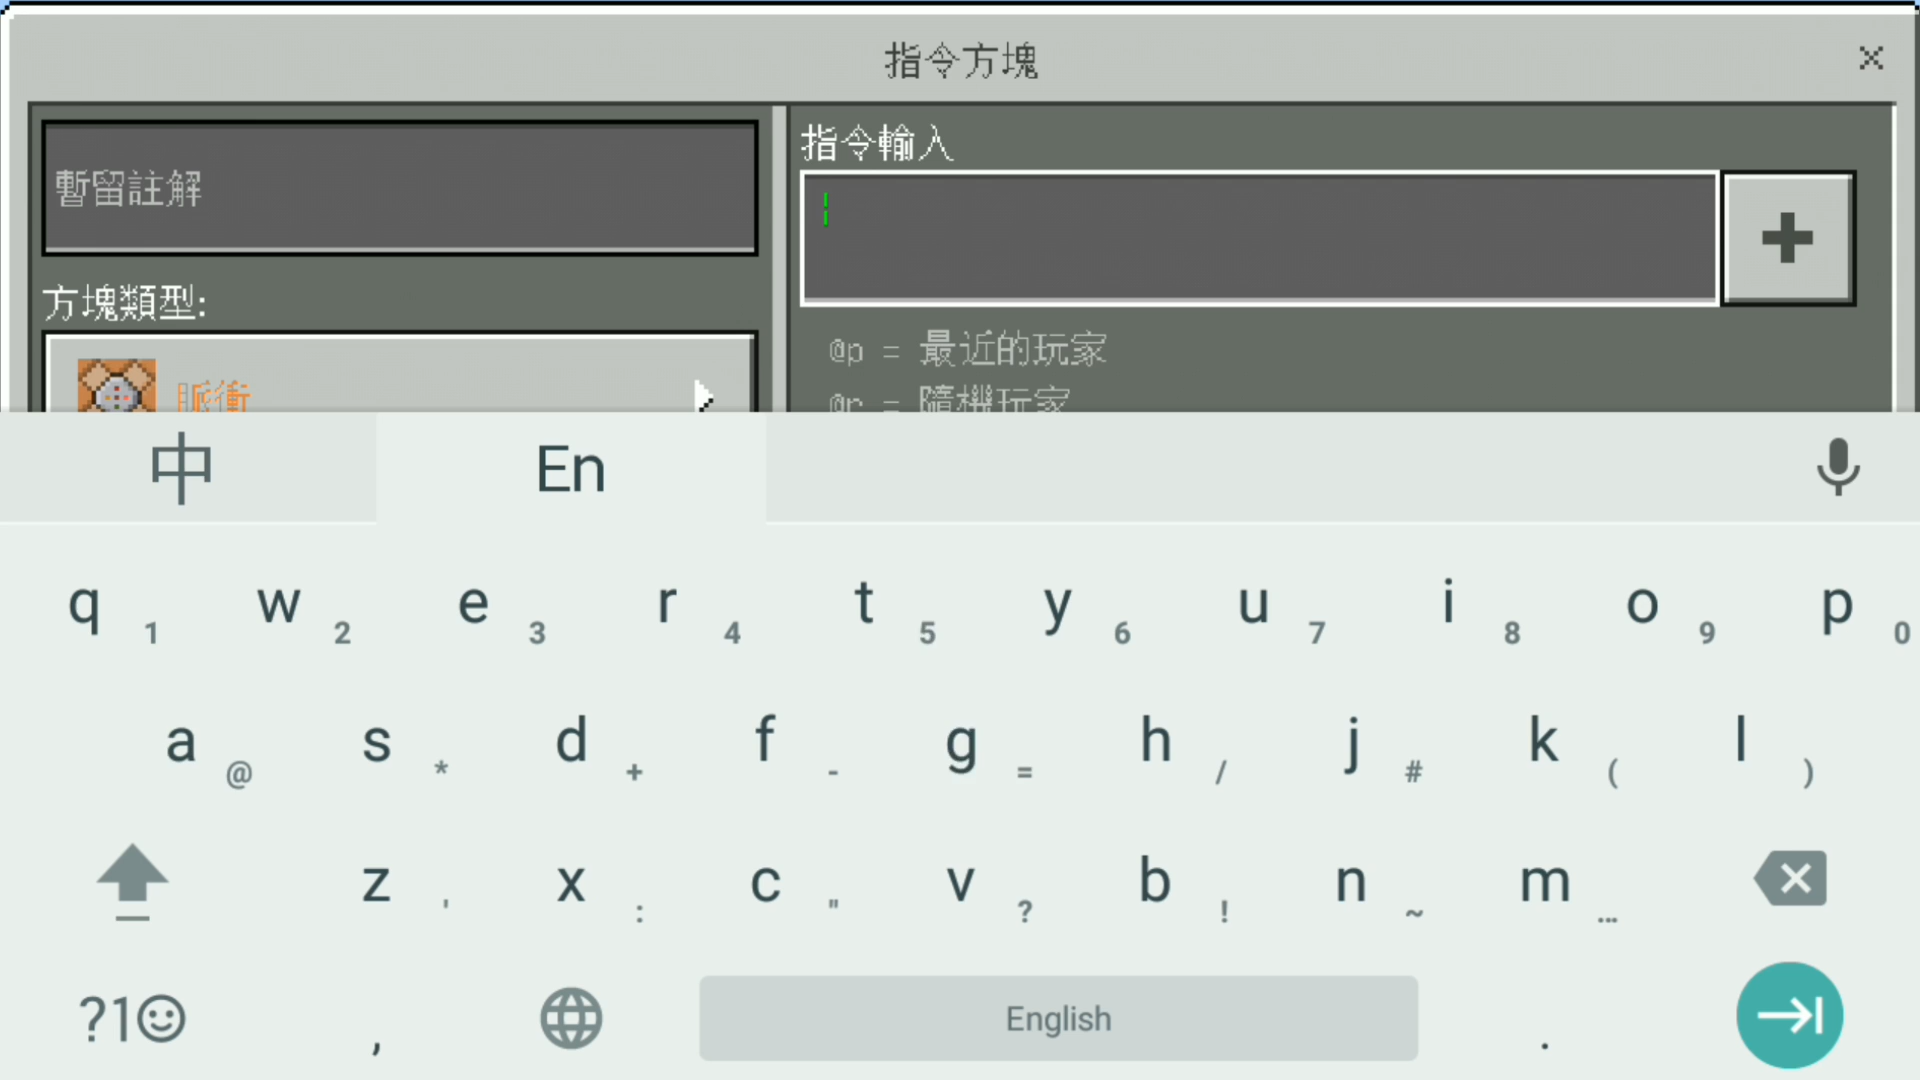 指令方塊
暫留註解
方塊類型:
脈衝
指令輸入
@p = 最近的玩家
@r = 隨機玩家
中 En
q 1 w 2 e 3 r 4 t 5 y 6 u 7 i 8 o 9 p 0
a @ s * d + f - g = h / j # k ( l )
z ' x : c " v ? b ! n ~ m …
?1☺ , English .